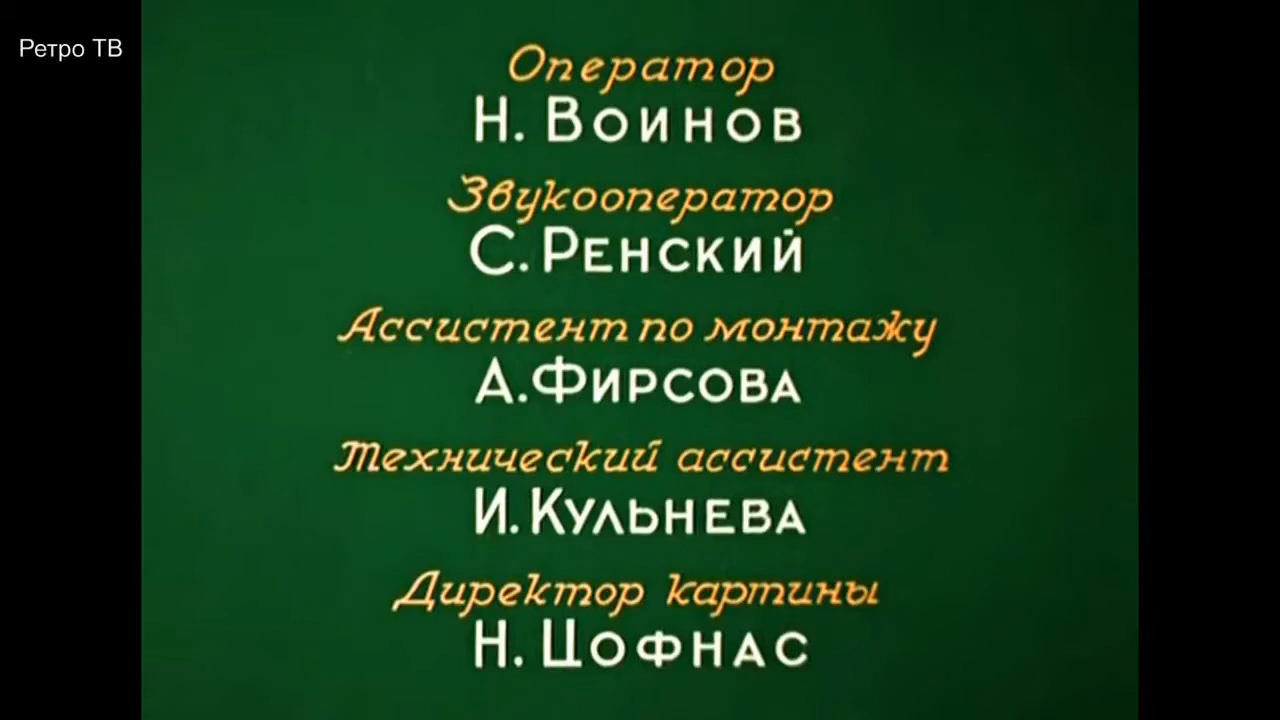 Ретро ТВ
Оператор
Н. Воинов
Звукооператор
С. Ренский
Ассистент по монтажу
А. Фирсова
Технический ассистент
И. Кульнева
Директор картины
Н. Цофнас